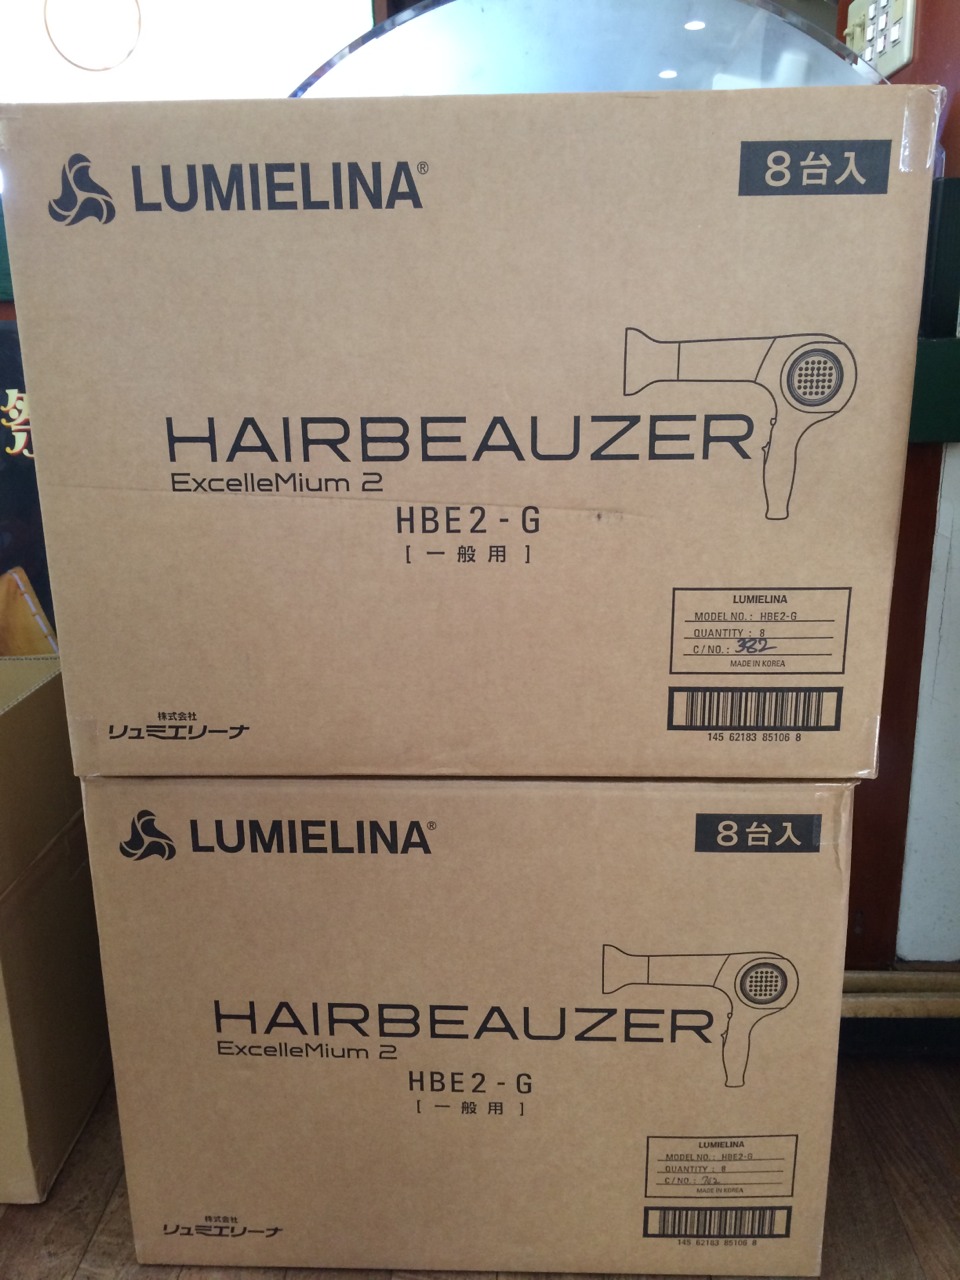 LUMIELINA®
8台入
HAIRBEAUZER
ExcelleMium 2
HBE2-G
[一般用]
LUMIELINA
MODEL NO.: HBE2-G
QUANTITY : 8
C/NO.: 382
MADE IN KOREA
145 62183 85106 8
株式会社
リュミエリーナ
LUMIELINA®
8台入
HAIRBEAUZER
ExcelleMium 2
HBE2-G
[一般用]
LUMIELINA
MODEL NO.: HBE2-G
QUANTITY : 8
C/NO.:
MADE IN KOREA
145 62183 85106 8
株式会社
リュミエリーナ